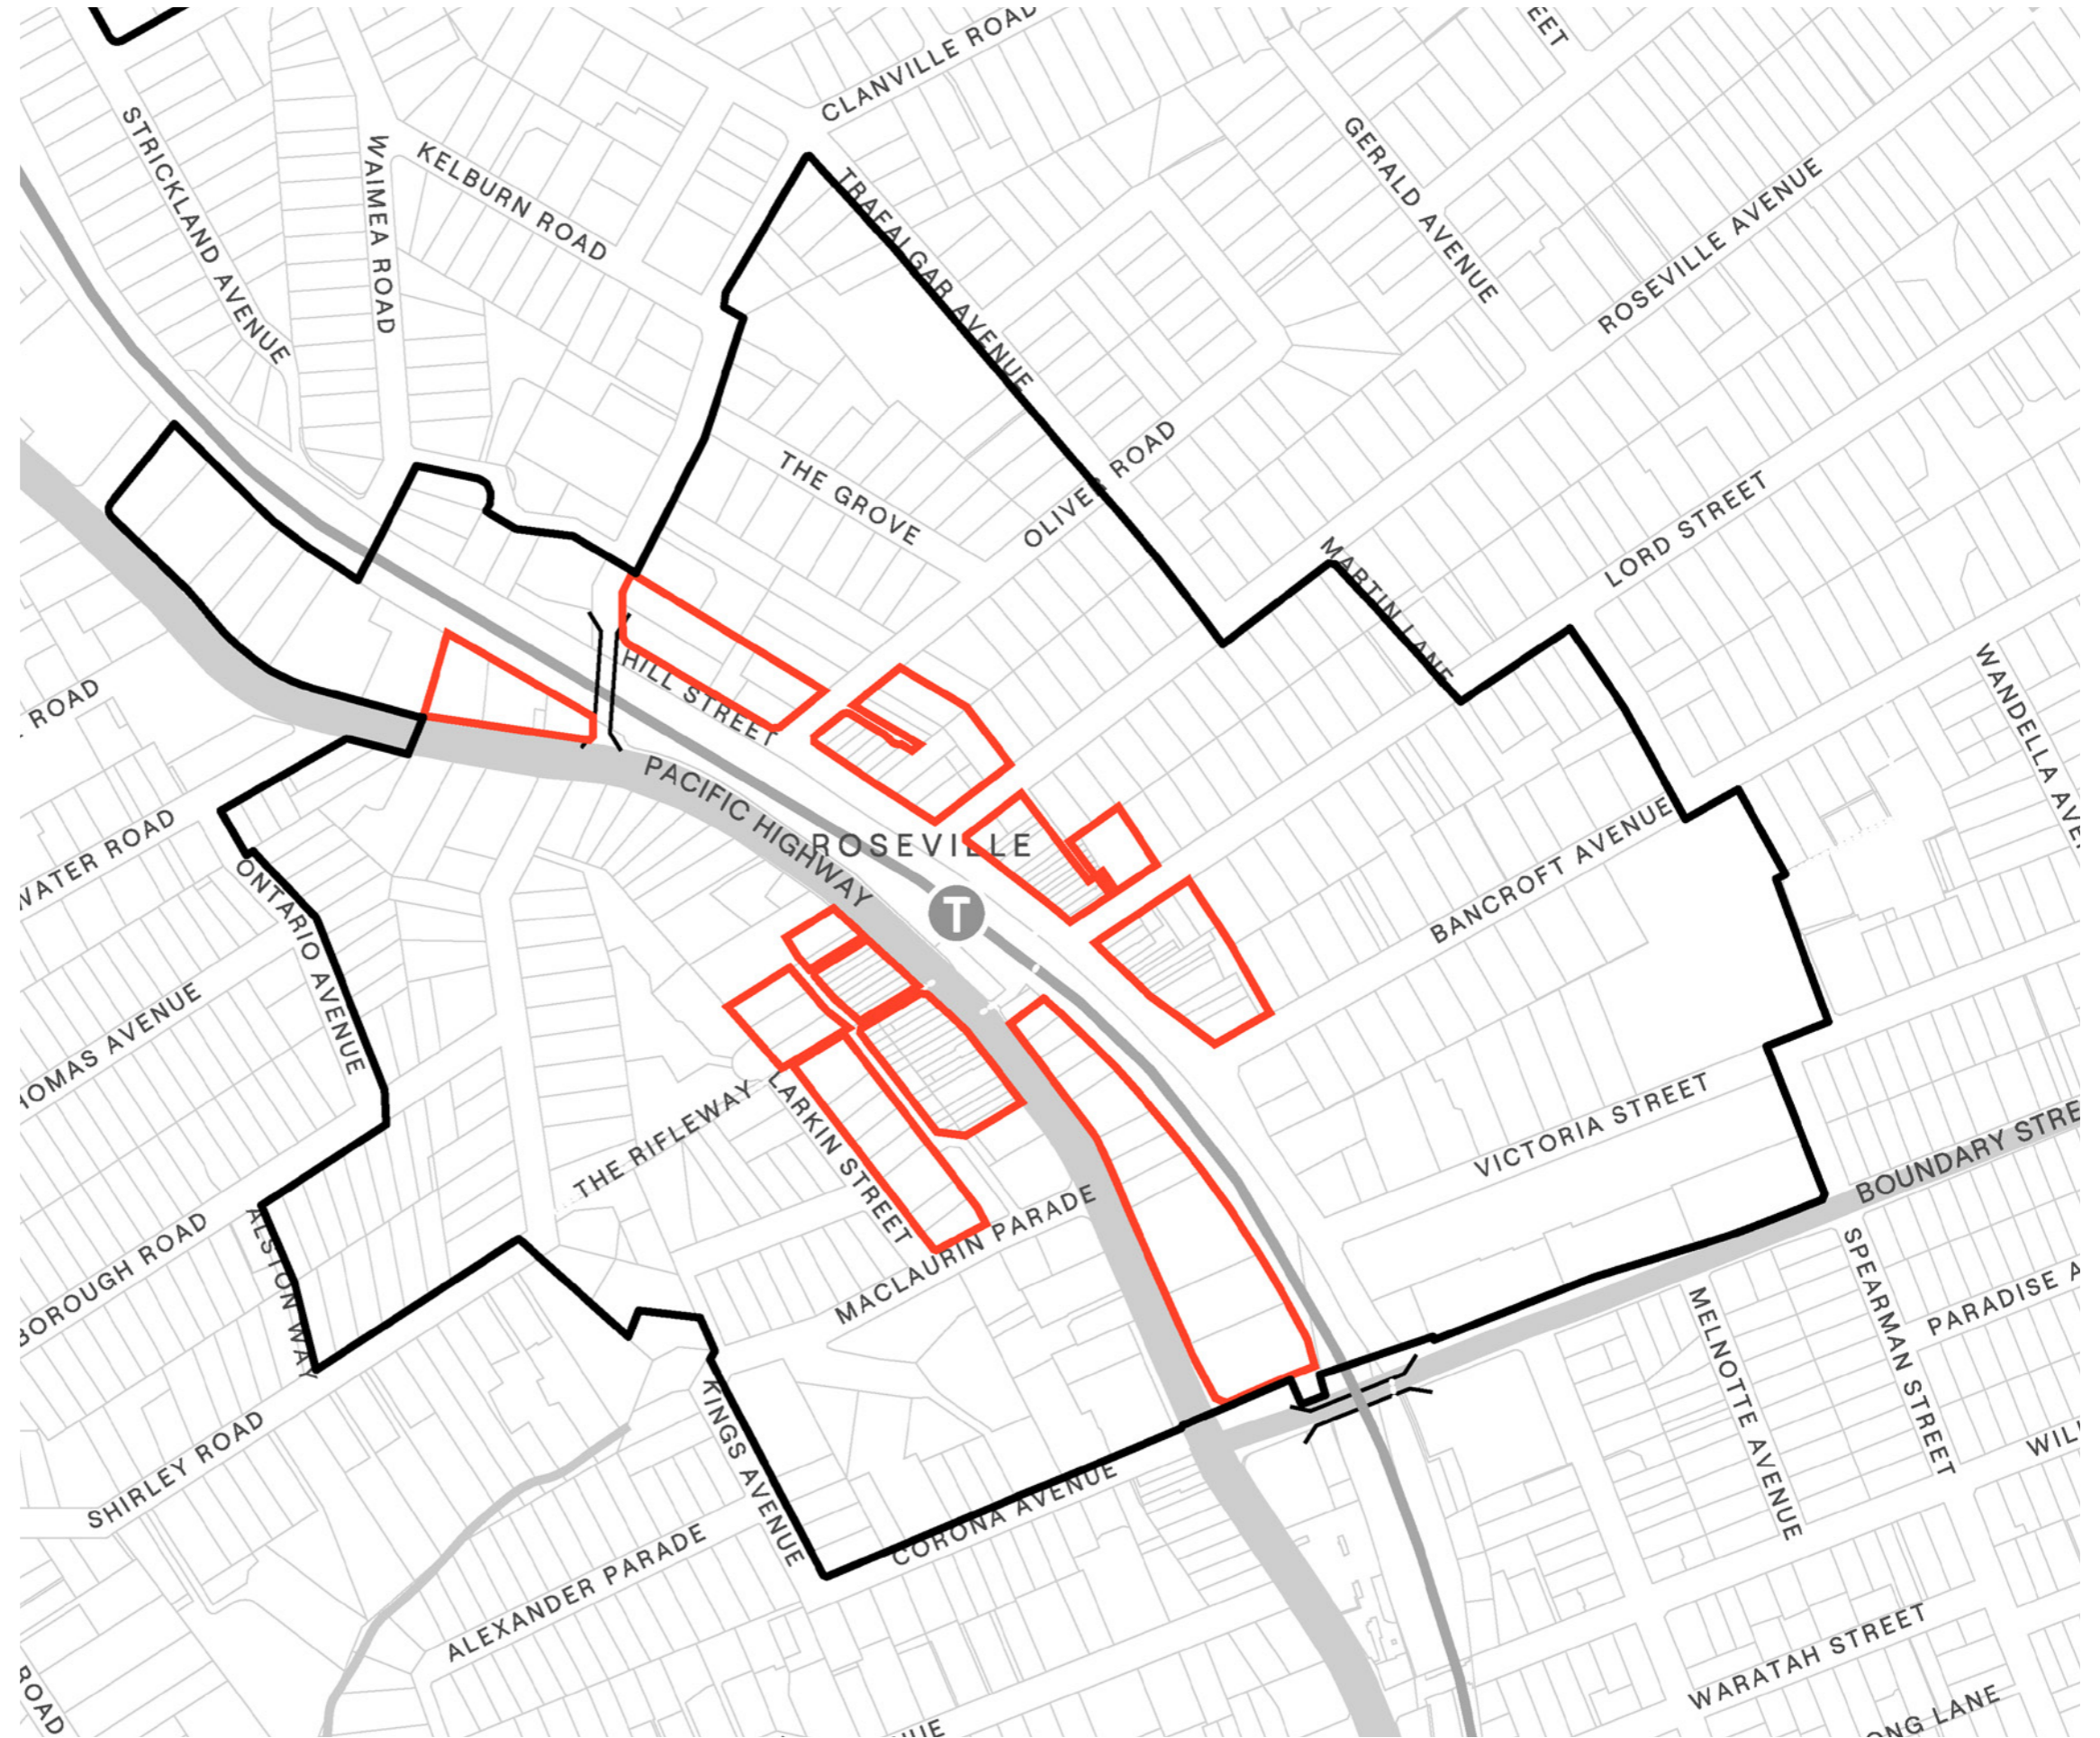 CLANVILLE ROAD
STRICKLAND AVENUE
WAIMEA ROAD
KELBURN ROAD
TRAFALGAR AVENUE
GERALD AVENUE
ROSEVILLE AVENUE
THE GROVE
OLIVER ROAD
LORD STREET
MARTIN LANE
WANDELLA
ROAD
HILL STREET
PACIFIC HIGHWAY
ROSEVILLE
T
BANCROFT AVENUE
WATER ROAD
ONTARIO AVENUE
HOMAS AVENUE
THE RIFLEWAY
LARKIN STREET
VICTORIA STREET
BOUNDARY STRE
MACLAURIN PARADE
BOROUGH ROAD
ALSTON WAY
SPEARMAN STREET
PARADISE A
MELNOTTE AVENUE
KINGS AVENUE
SHIRLEY ROAD
CORONA AVENUE
ALEXANDER PARADE
WARATAH STREET
ROAD
ONG LANE